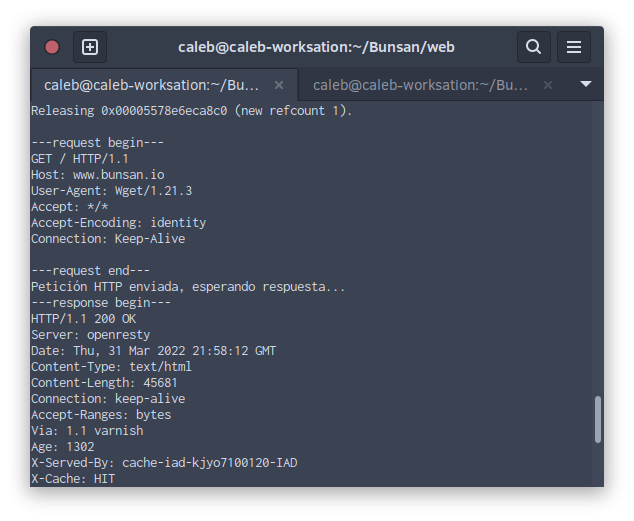 caleb@caleb-worksation:~/Bunsan/web
caleb@caleb-worksation:~/Bu...
caleb@caleb-worksation:~/Bu...
Releasing 0x00005578e6eca8c0 (new refcount 1).
---request begin---
GET / HTTP/1.1
Host: www.bunsan.io
User-Agent: Wget/1.21.3
Accept: */*
Accept-Encoding: identity
Connection: Keep-Alive
---request end---
Petición HTTP enviada, esperando respuesta...
---response begin---
HTTP/1.1 200 OK
Server: openresty
Date: Thu, 31 Mar 2022 21:58:12 GMT
Content-Type: text/html
Content-Length: 45681
Connection: keep-alive
Accept-Ranges: bytes
Via: 1.1 varnish
Age: 1302
X-Served-By: cache-iad-kjyo7100120-IAD
X-Cache: HIT